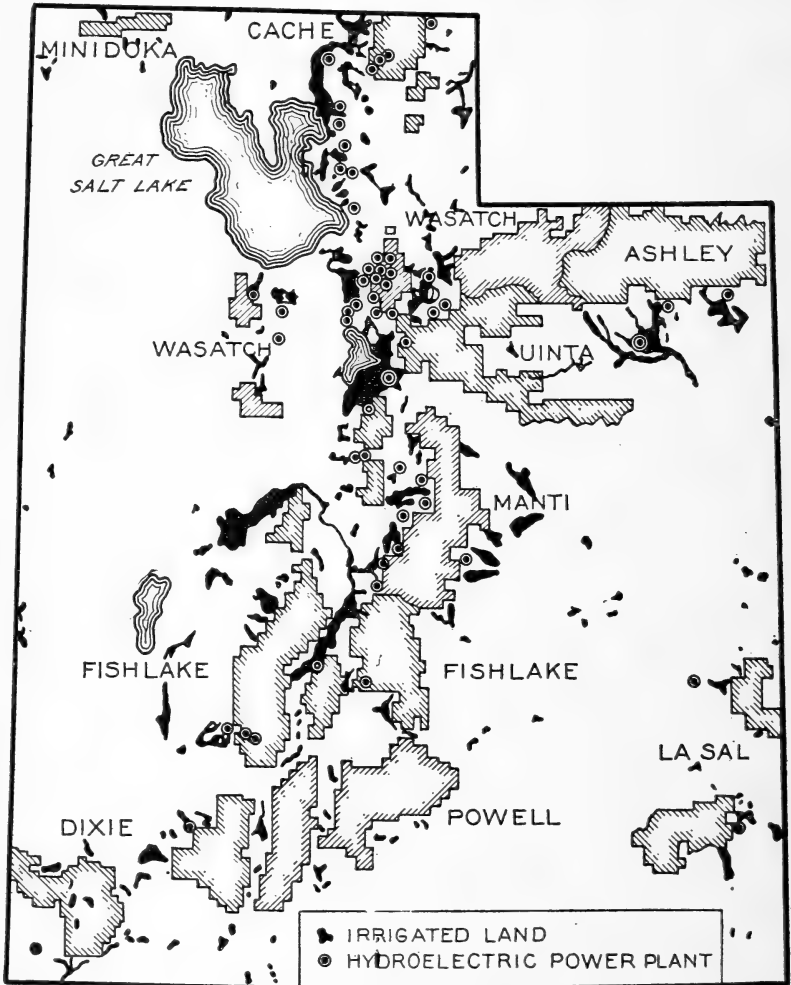 CACHE
MINIDOKA
GREAT
SALT LAKE
WASATCH
ASHLEY
WASATCH
UINTA
MANTI
FISHLAKE
FISHLAKE
LA SAL
DIXIE
POWELL
IRRIGATED LAND
HYDROELECTRIC POWER PLANT